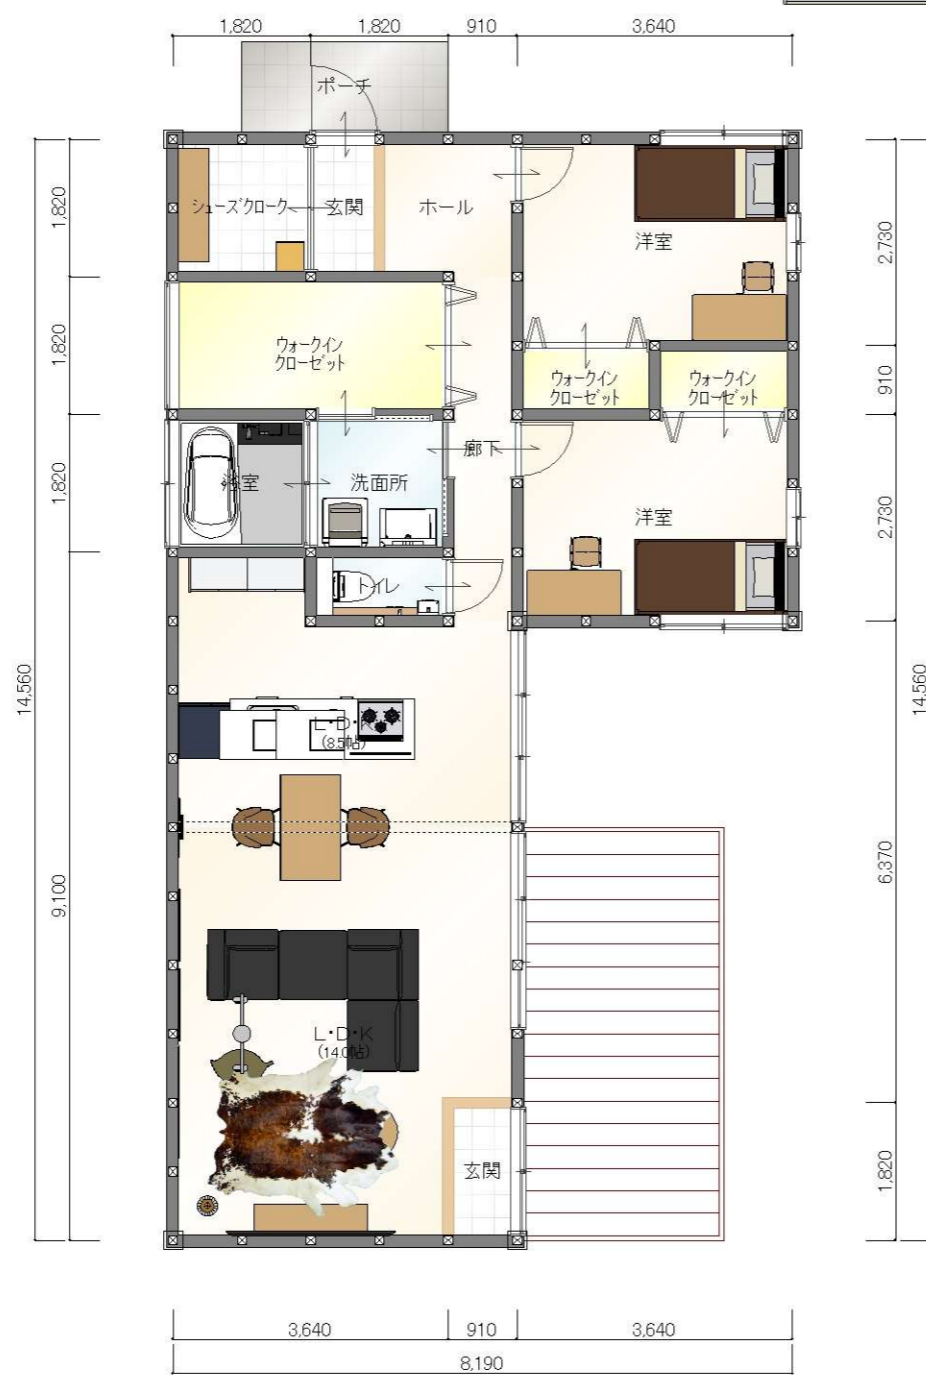 1,820
1,820
910
3,640
ポーチ
シューズクローク
玄関
ホール
洋室
1,820
2,730
ウォークイン
クローゼット
ウォークイン
クローゼット
ウォークイン
クローゼット
1,820
910
浴室
洗面所
廊下
洋室
1,820
2,730
トイレ
14,560
14,560
L・D・K
(8.5帖)
9,100
6,370
L・D・K
(14.0帖)
玄関
1,820
3,640
910
3,640
8,190